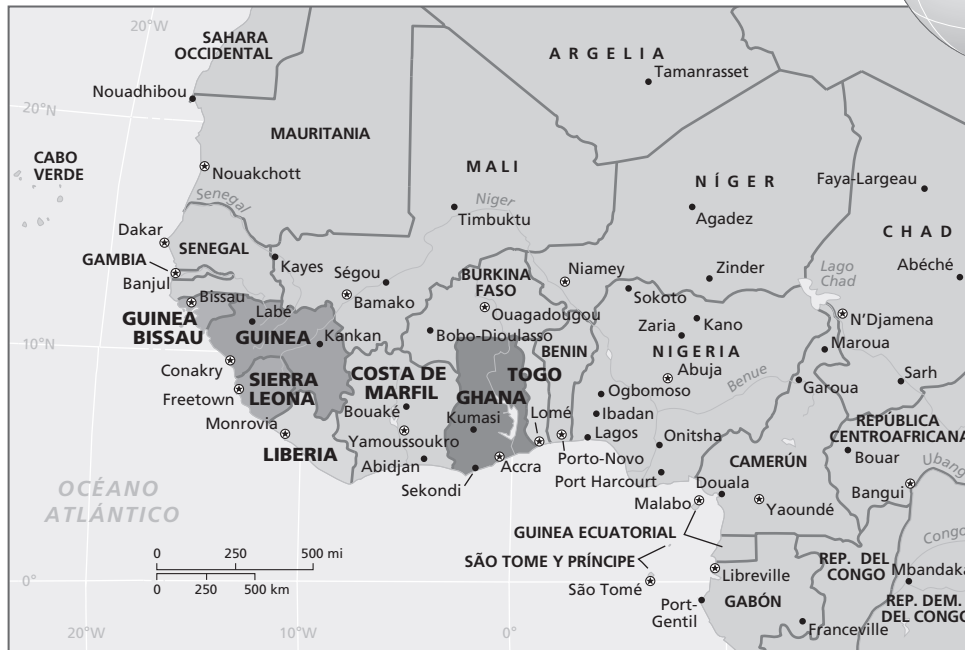 20°W
SAHARA
OCCIDENTAL
ARGELIA
Tamanrasset
Nouadhibou
20°N
MAURITANIA
CABO
VERDE
MALI
Nouakchott
NÍGER
Faya-Largeau
Senegal
Niger
Timbuktu
Agadez
CHAD
Dakar
SENEGAL
GAMBIA
Banjul
Kayes
Ségou
BURKINA
FASO
Niamey
Zinder
Lago
Chad
Abéché
Bissau
Bamako
Sokoto
GUINEA
BISSAU
Labé
Ouagadougou
Kano
N'Djamena
GUINEA
Kankan
Bobo-Dioulasso
Zaria
Maroua
10°N
BENIN
NIGERIA
Conakry
COSTA DE
MARFIL
TOGO
Abuja
Benue
Sarh
SIERRA
LEONA
GHANA
Ogbomoso
Garoua
Freetown
Bouaké
Kumasi
Lomé
Ibadan
REPÚBLICA
CENTROAFRICANA
Monrovia
Yamoussoukro
Lagos
Onitsha
Bouar
LIBERIA
Abidjan
Accra
Porto-Novo
CAMERÚN
Ubang
Sekondi
Port Harcourt
Douala
Bangui
OCÉANO
ATLÁNTICO
Malabo
Yaoundé
GUINEA ECUATORIAL
Congo
0 250 500 mi
0 250 500 km
SÃO TOME Y PRÍNCIPE
REP. DEL
CONGO
Mbandaka
0°
São Tomé
Libreville
GABÓN
REP. DEM.
DEL CONGO
Port-
Gentil
Franceville
20°W
10°W
0°